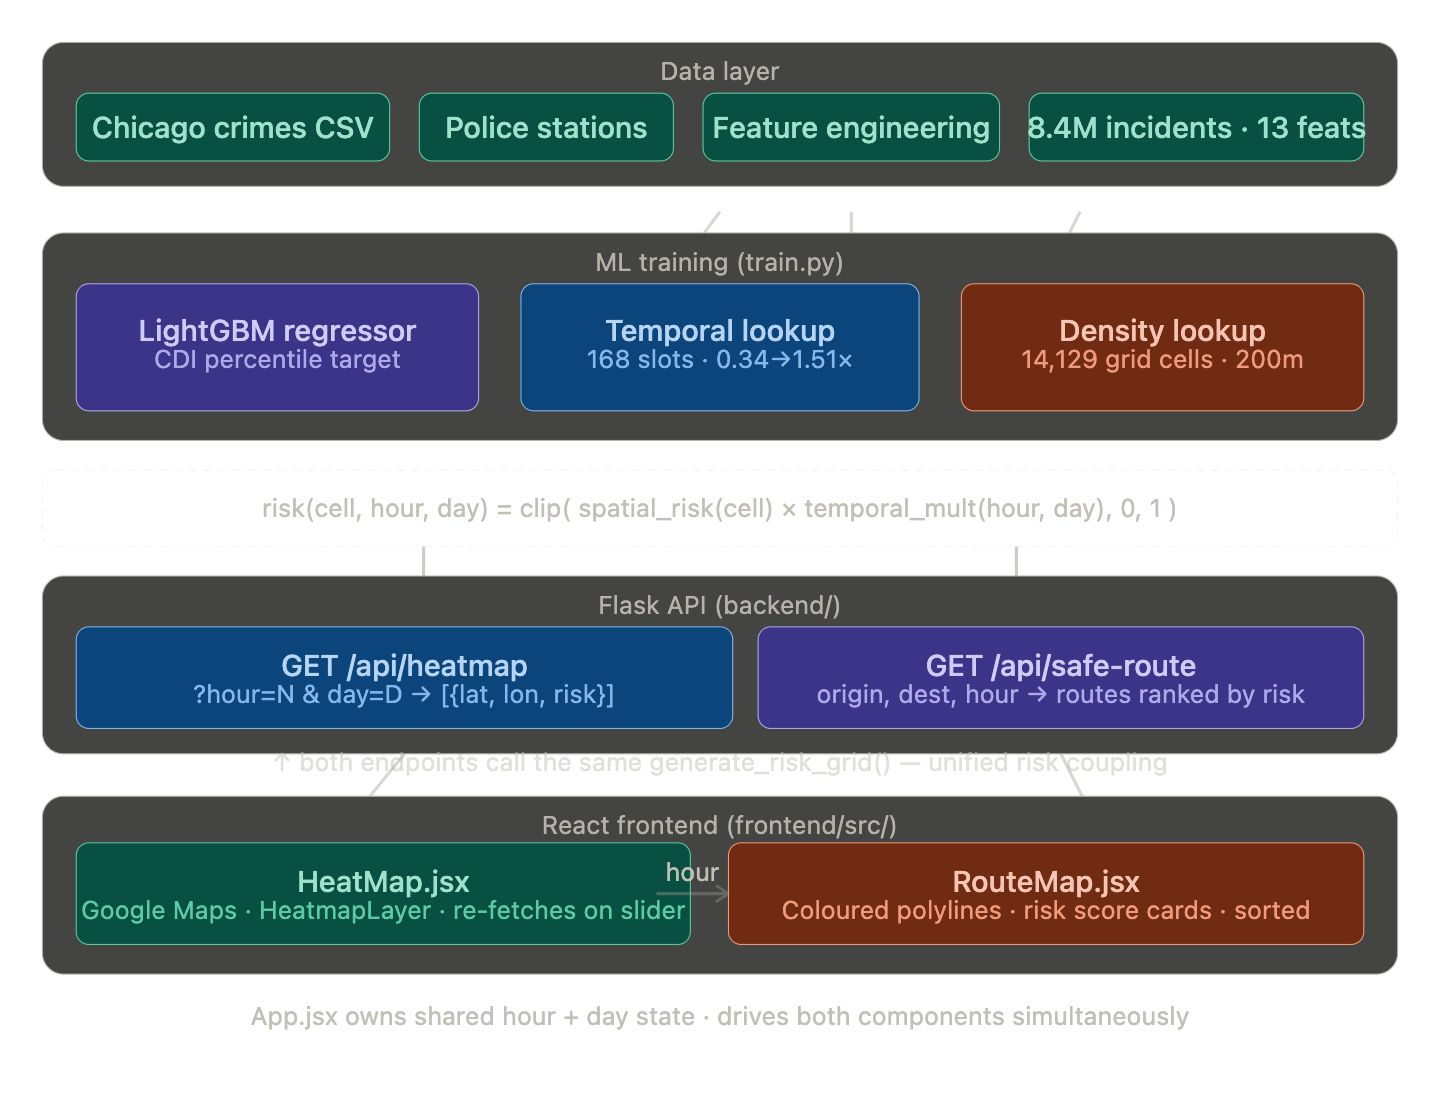 Data layer
Chicago crimes CSV
Police stations
Feature engineering
8.4M incidents · 13 feats
ML training (train.py)
LightGBM regressor
CDI percentile target
Temporal lookup
168 slots · 0.34→1.51×
Density lookup
14,129 grid cells · 200m
risk(cell, hour, day) = clip( spatial_risk(cell) × temporal_mult(hour, day), 0, 1 )
Flask API (backend/)
GET /api/heatmap
?hour=N & day=D → [{lat, lon, risk}]
GET /api/safe-route
origin, dest, hour → routes ranked by risk
↑ both endpoints call the same generate_risk_grid() — unified risk coupling
React frontend (frontend/src/)
HeatMap.jsx
Google Maps · HeatmapLayer · re-fetches on slider
hour
RouteMap.jsx
Coloured polylines · risk score cards · sorted
App.jsx owns shared hour + day state · drives both components simultaneously